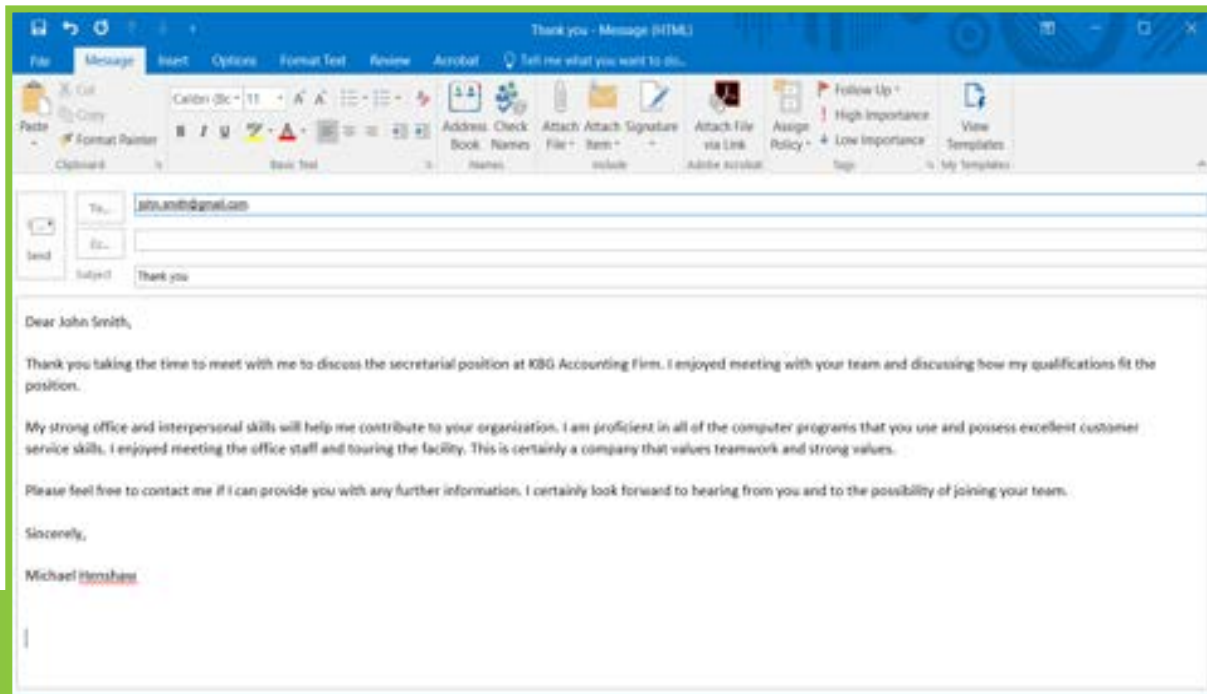 Thank you - Message (HTML)
File Message Insert Options Format Text Review Acrobat Tell me what you want to do...
Cut
Copy
Paste
Format Painter
Clipboard
Calibri (Bc 11 A A
B I U A
Basic Text
Address Book
Check Names
Names
Attach File
Attach Item
Signature
Include
Attach File via Link
Adobe Acrobat
Assign Policy
Follow Up
High Importance
Low Importance
Tags
View Templates
My Templates
Send
To... john.smith@gmail.com
Cc...
Subject Thank you
Dear John Smith,
Thank you taking the time to meet with me to discuss the secretarial position at KBG Accounting Firm. I enjoyed meeting with your team and discussing how my qualifications fit the
position.
My strong office and interpersonal skills will help me contribute to your organization. I am proficient in all of the computer programs that you use and possess excellent customer
service skills. I enjoyed meeting the office staff and touring the facility. This is certainly a company that values teamwork and strong values.
Please feel free to contact me if I can provide you with any further information. I certainly look forward to hearing from you and to the possibility of joining your team.
Sincerely,
Michael Henshaw